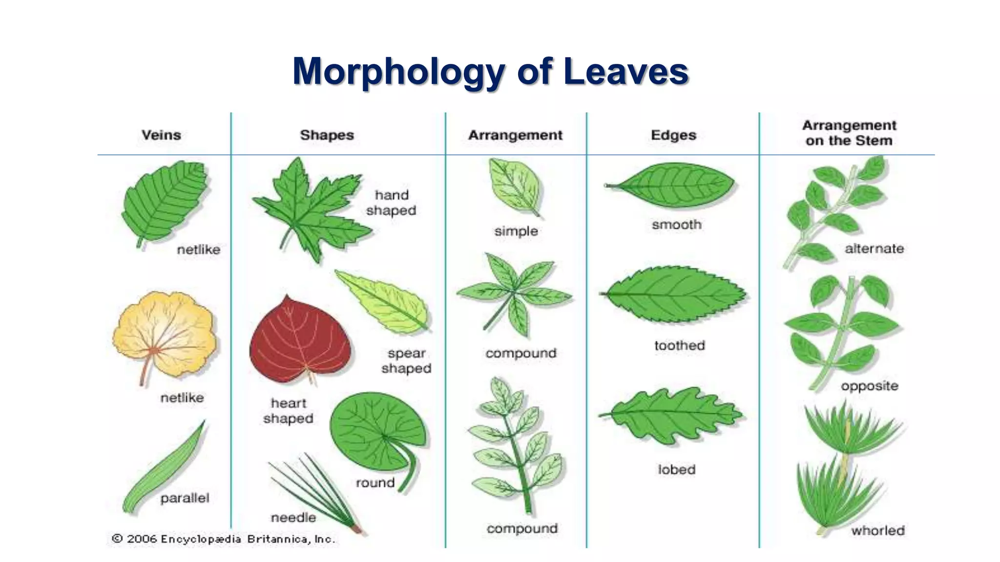 Morphology of Leaves
Veins
Shapes
Arrangement
Edges
Arrangement
on the Stem
netlike
netlike
parallel
hand
shaped
spear
shaped
heart
shaped
round
needle
simple
compound
compound
smooth
toothed
lobed
alternate
opposite
whorled
© 2006 Encyclopædia Britannica, Inc.